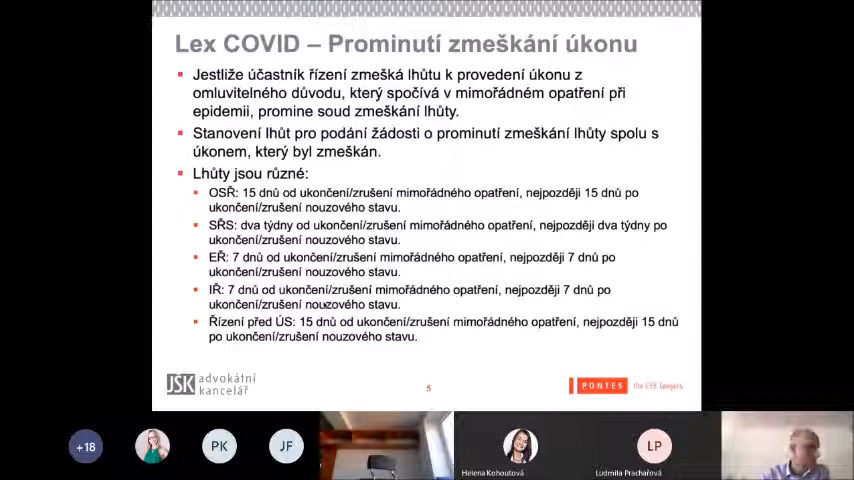 Lex COVID – Prominutí zmeškání úkonu
Jestliže účastník řízení zmešká lhůtu k provedení úkonu z
omluvitelného důvodu, který spočívá v mimořádném opatření při
epidemii, promine soud zmeškání lhůty.
Stanovení lhůt pro podání žádosti o prominutí zmeškání lhůty spolu s
úkonem, který byl zmeškán.
Lhůty jsou různé:
OSŘ: 15 dnů od ukončení/zrušení mimořádného opatření, nejpozději 15 dnů po
ukončení/zrušení nouzového stavu.
SŘS: dva týdny od ukončení/zrušení mimořádného opatření, nejpozději dva týdny po
ukončení/zrušení nouzového stavu.
EŘ: 7 dnů od ukončení/zrušení mimořádného opatření, nejpozději 7 dnů po
ukončení/zrušení nouzového stavu.
IŘ: 7 dnů od ukončení/zrušení mimořádného opatření, nejpozději 7 dnů po
ukončení/zrušení nouzového stavu.
Řízení před ÚS: 15 dnů od ukončení/zrušení mimořádného opatření, nejpozději 15 dnů
po ukončení/zrušení nouzového stavu.
JŠK advokátní
kancelář
5
PONTES the CEE lawyers
+18
PK
JF
LP
Helena Kohoutová
Ludmila Prachařová